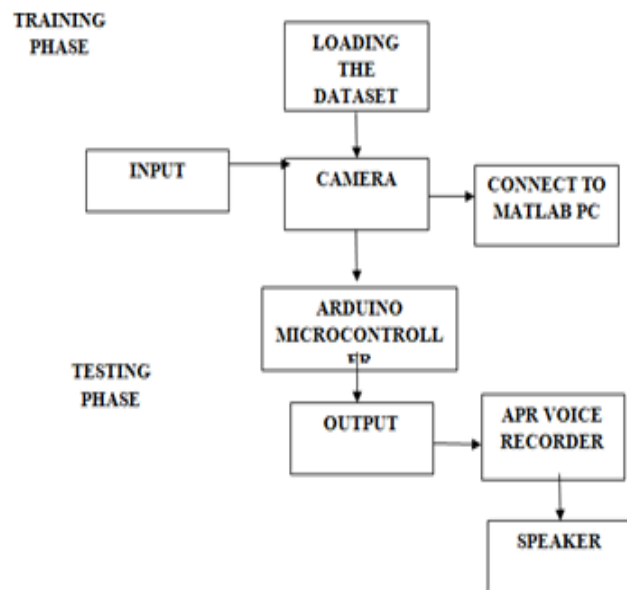 TRAINING
PHASE
LOADING
THE
DATASET
INPUT
CAMERA
CONNECT TO
MATLAB PC
ARDUINO
MICROCONTROLL
ER
TESTING
PHASE
OUTPUT
APR VOICE
RECORDER
SPEAKER